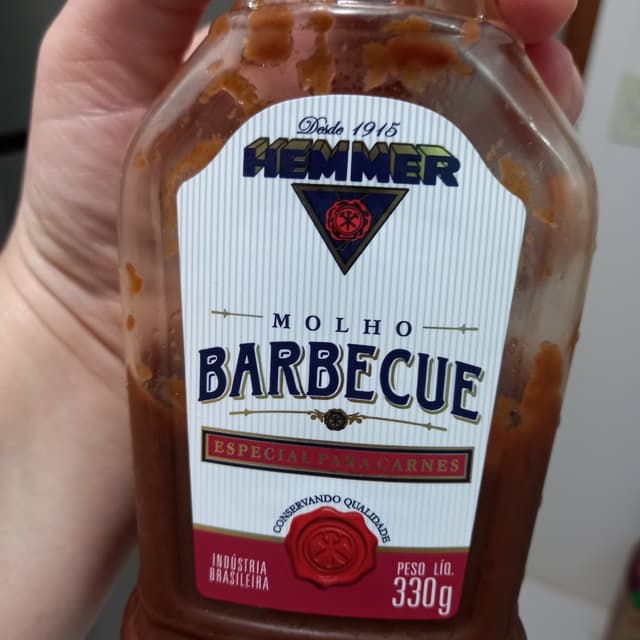 Desde 1915
HEMMER
MOLHO
BARBECUE
ESPECIAL PARA CARNES
CONSERVANDO QUALIDADE
INDÚSTRIA
BRASILEIRA
PESO LÍQ.
330g